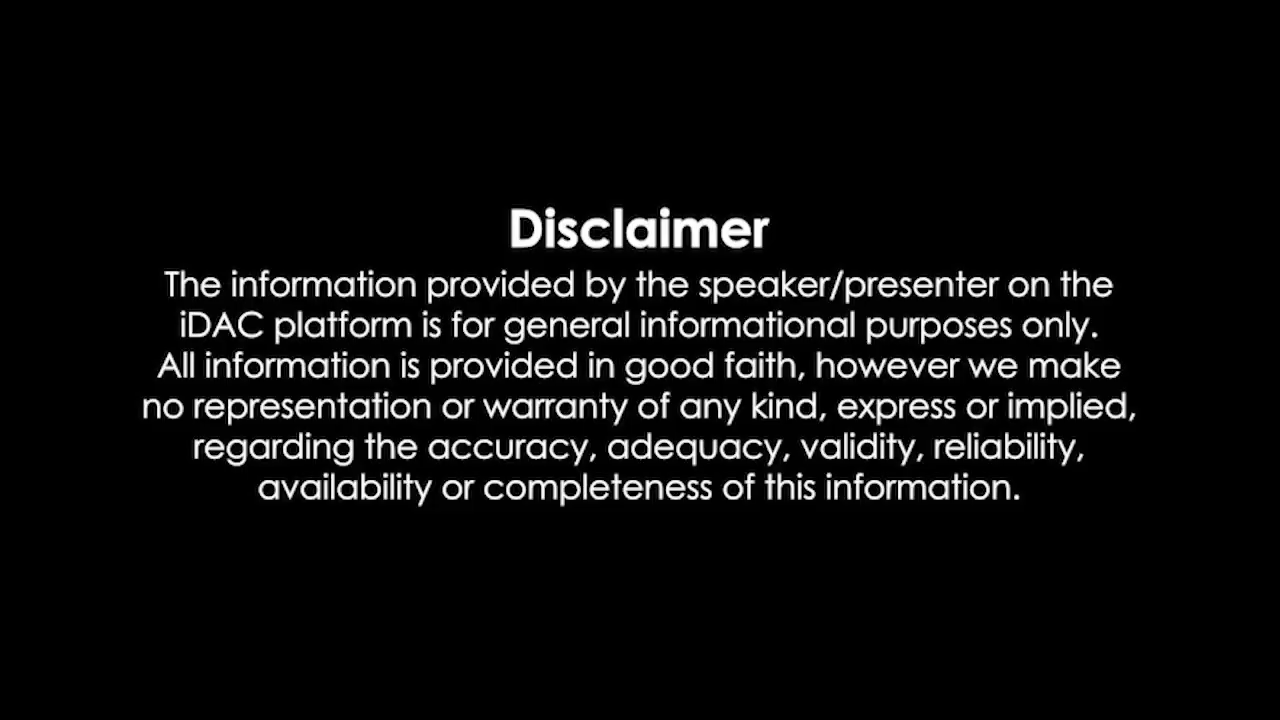 Disclaimer
The information provided by the speaker/presenter on the
iDAC platform is for general informational purposes only.
All information is provided in good faith, however we make
no representation or warranty of any kind, express or implied,
regarding the accuracy, adequacy, validity, reliability,
availability or completeness of this information.